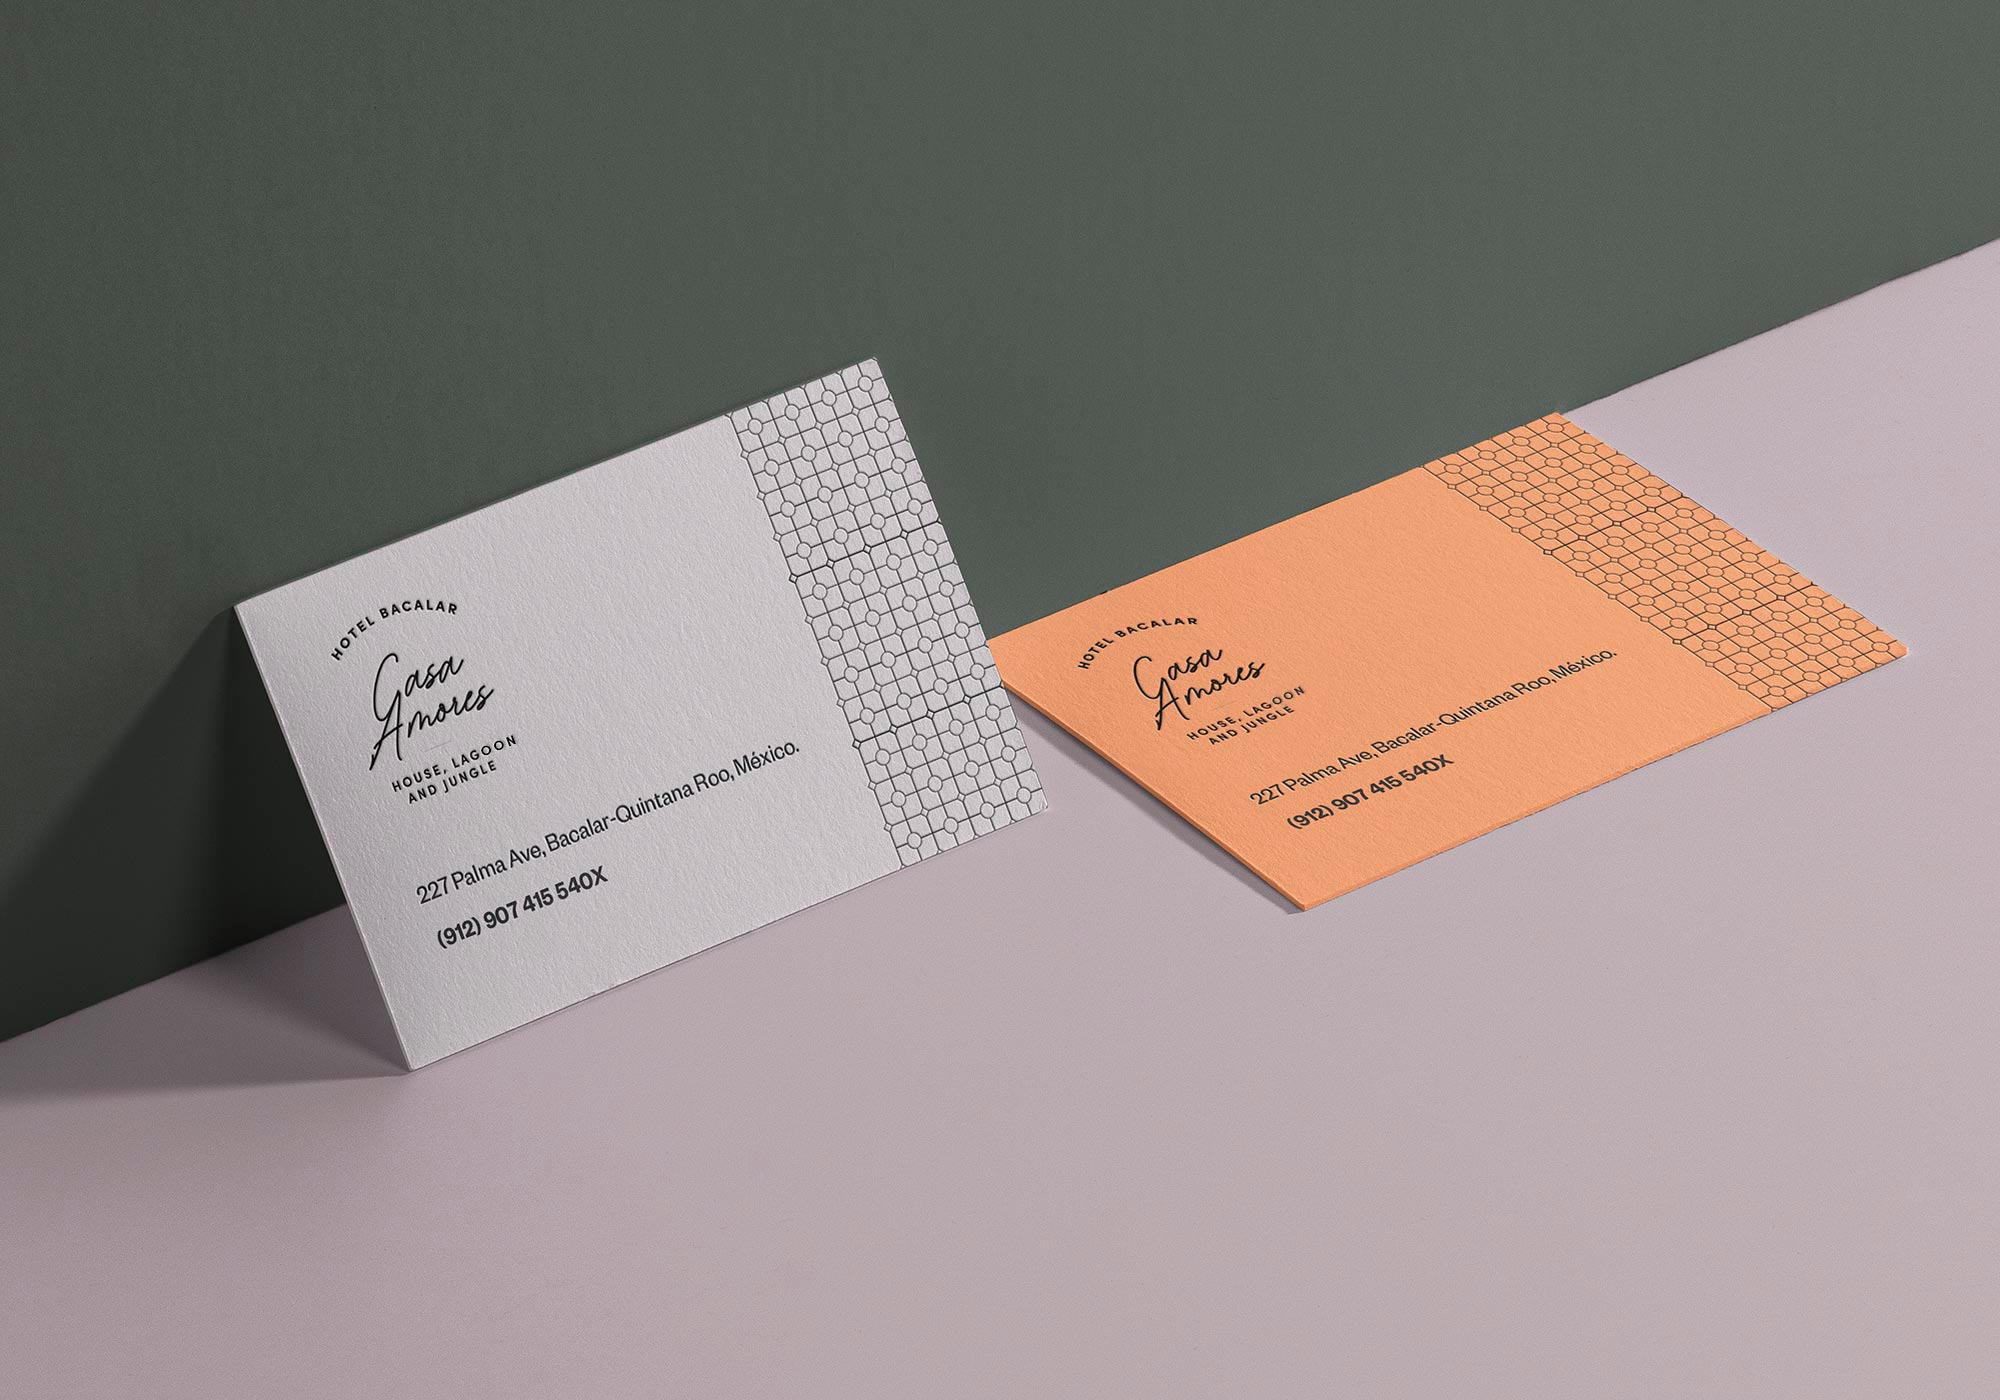 HOTEL BACALAR
Casa
Amores
HOUSE, LAGOON
AND JUNGLE
227 Palma Ave, Bacalar-Quintana Roo, México.
(912) 907 415 540X
HOTEL BACALAR
Casa
Amores
HOUSE, LAGOON
AND JUNGLE
227 Palma Ave, Bacalar-Quintana Roo, México.
(912) 907 415 540X